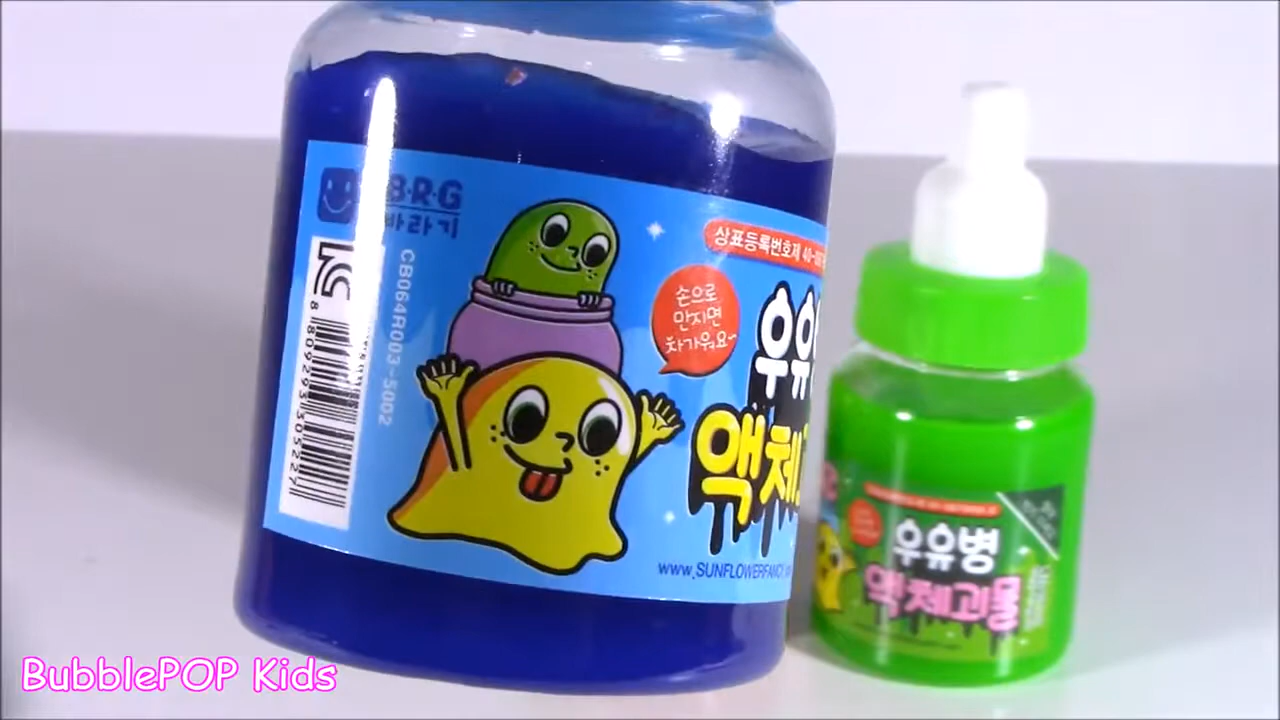 B·R·G
바라기
상표등록번호제 40-
손으로
만지면
차가워요~
우유
액체
CB064R003-5002
8 809293 305227
www.SUNFLOWERFANCY
우유병
액체괴물
BubblePOP Kids